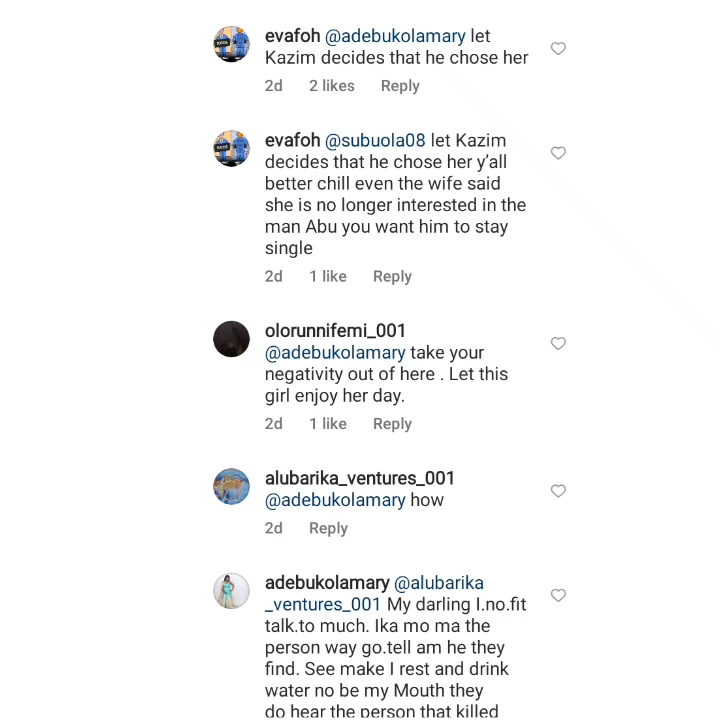 evafoh @adebukolamary let
Kazim decides that he chose her
2d 2 likes Reply
evafoh @subuola08 let Kazim
decides that he chose her y'all
better chill even the wife said
she is no longer interested in the
man Abu you want him to stay
single
2d 1 like Reply
olorunnifemi_001
@adebukolamary take your
negativity out of here . Let this
girl enjoy her day.
2d 1 like Reply
alubarika_ventures_001
@adebukolamary how
2d Reply
adebukolamary @alubarika
_ventures_001 My darling I.no.fit
talk.to much. Ika mo ma the
person way go.tell am he they
find. See make I rest and drink
water no be my Mouth they
do hear the person that killed